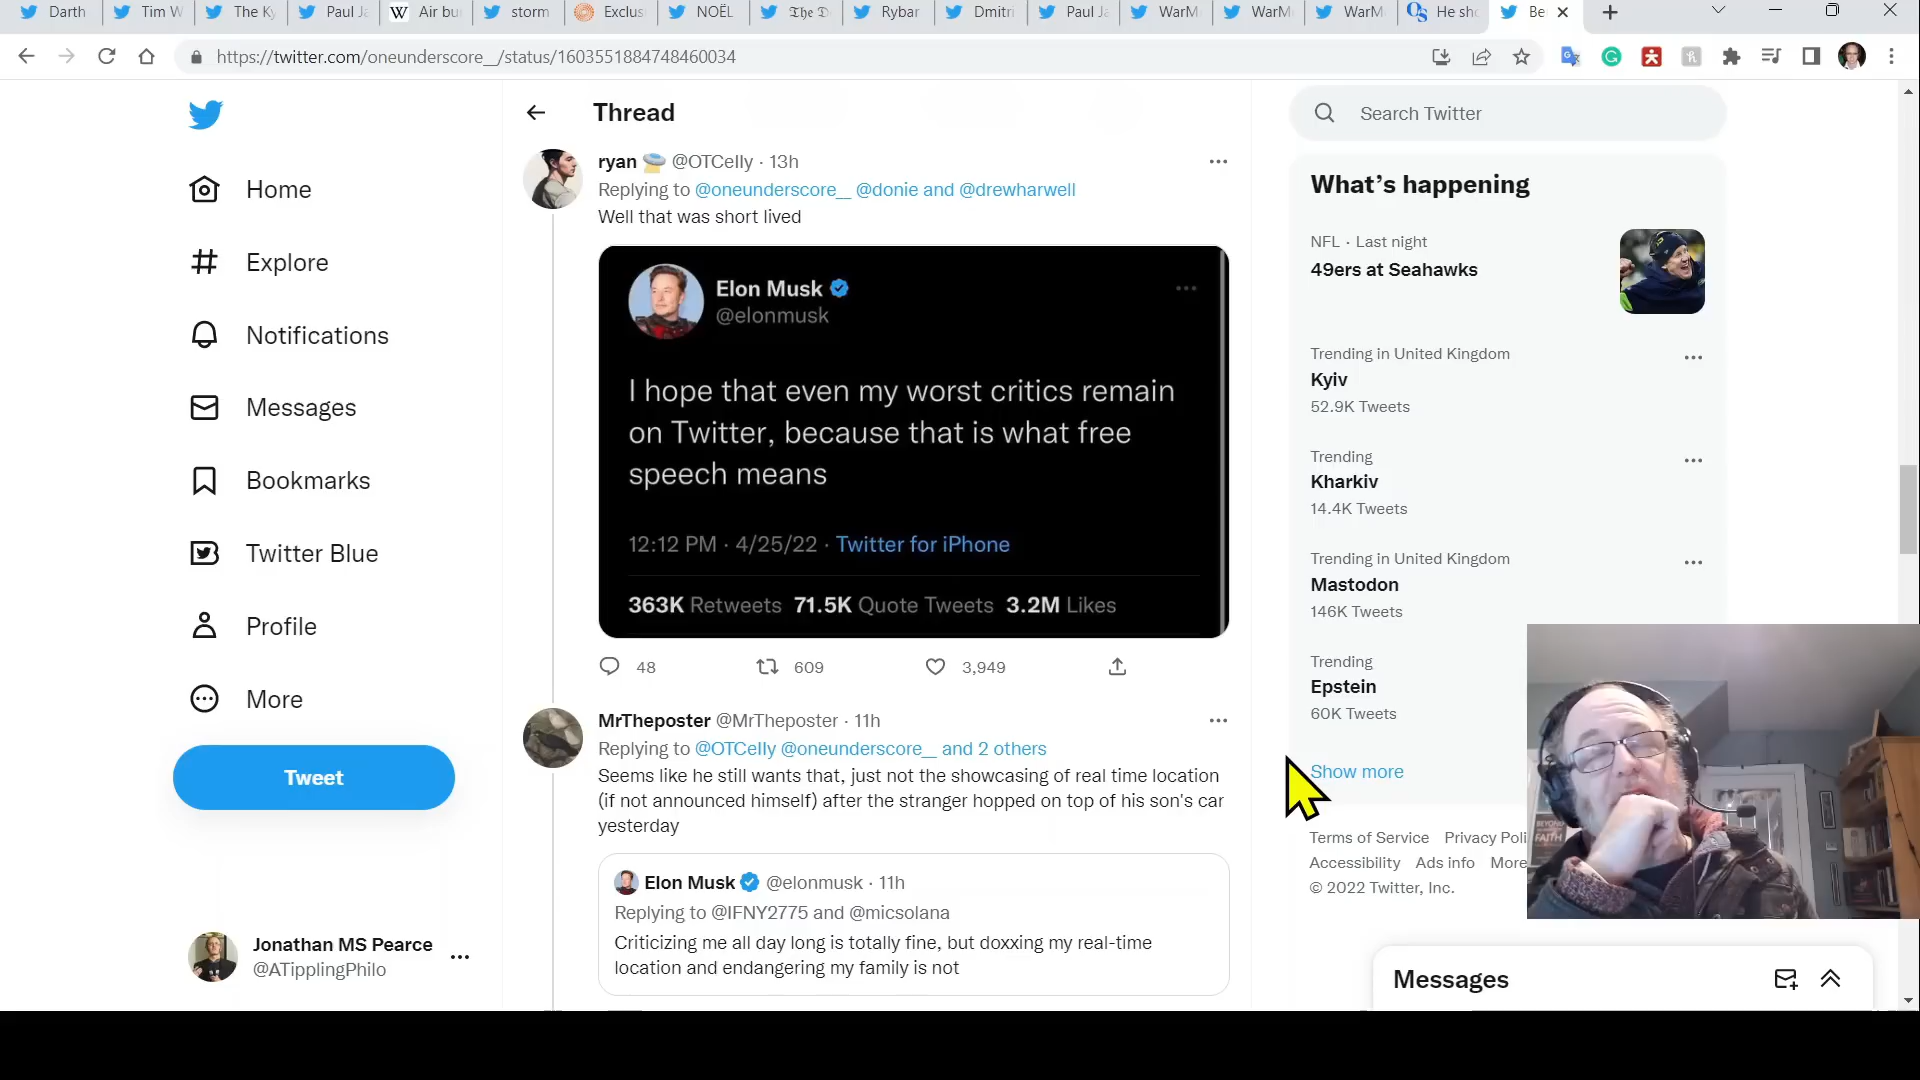 Darth
Tim W
The Ky
Paul Ja
W Air bu
storm
Exclus
NOËL
The D
Rybar
Dmitri
Paul Ja
WarM
WarM
WarM
He sho
Be
https://twitter.com/oneunderscore__/status/1603551884748460034
Home
Explore
Notifications
Messages
Bookmarks
Twitter Blue
Profile
More
Tweet
Jonathan MS Pearce
@ATipplingPhilo
Thread
ryan @OTCelly · 13h
Replying to @oneunderscore__ @donie and @drewharwell
Well that was short lived
Elon Musk
@elonmusk
I hope that even my worst critics remain
on Twitter, because that is what free
speech means
12:12 PM · 4/25/22 · Twitter for iPhone
363K Retweets 71.5K Quote Tweets 3.2M Likes
48 609 3,949
MrTheposter @MrTheposter · 11h
Replying to @OTCelly @oneunderscore__ and 2 others
Seems like he still wants that, just not the showcasing of real time location
(if not announced himself) after the stranger hopped on top of his son's car
yesterday
Elon Musk @elonmusk · 11h
Replying to @IFNY2775 and @micsolana
Criticizing me all day long is totally fine, but doxxing my real-time
location and endangering my family is not
Search Twitter
What's happening
NFL · Last night
49ers at Seahawks
Trending in United Kingdom
Kyiv
52.9K Tweets
Trending
Kharkiv
14.4K Tweets
Trending in United Kingdom
Mastodon
146K Tweets
Trending
Epstein
60K Tweets
Show more
Terms of Service Privacy Poli
Accessibility Ads info More
© 2022 Twitter, Inc.
BEYOND
FAITH
Messages